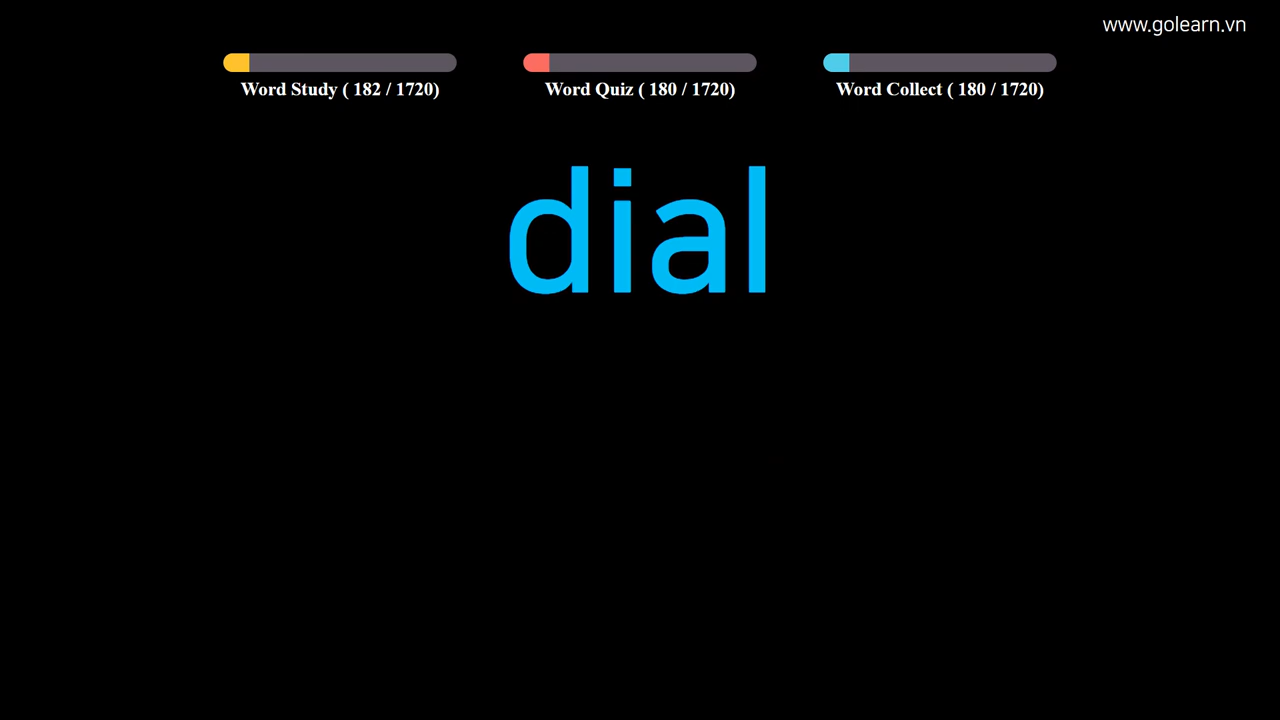 www.golearn.vn
Word Study ( 182 / 1720)
Word Quiz ( 180 / 1720)
Word Collect ( 180 / 1720)
dial